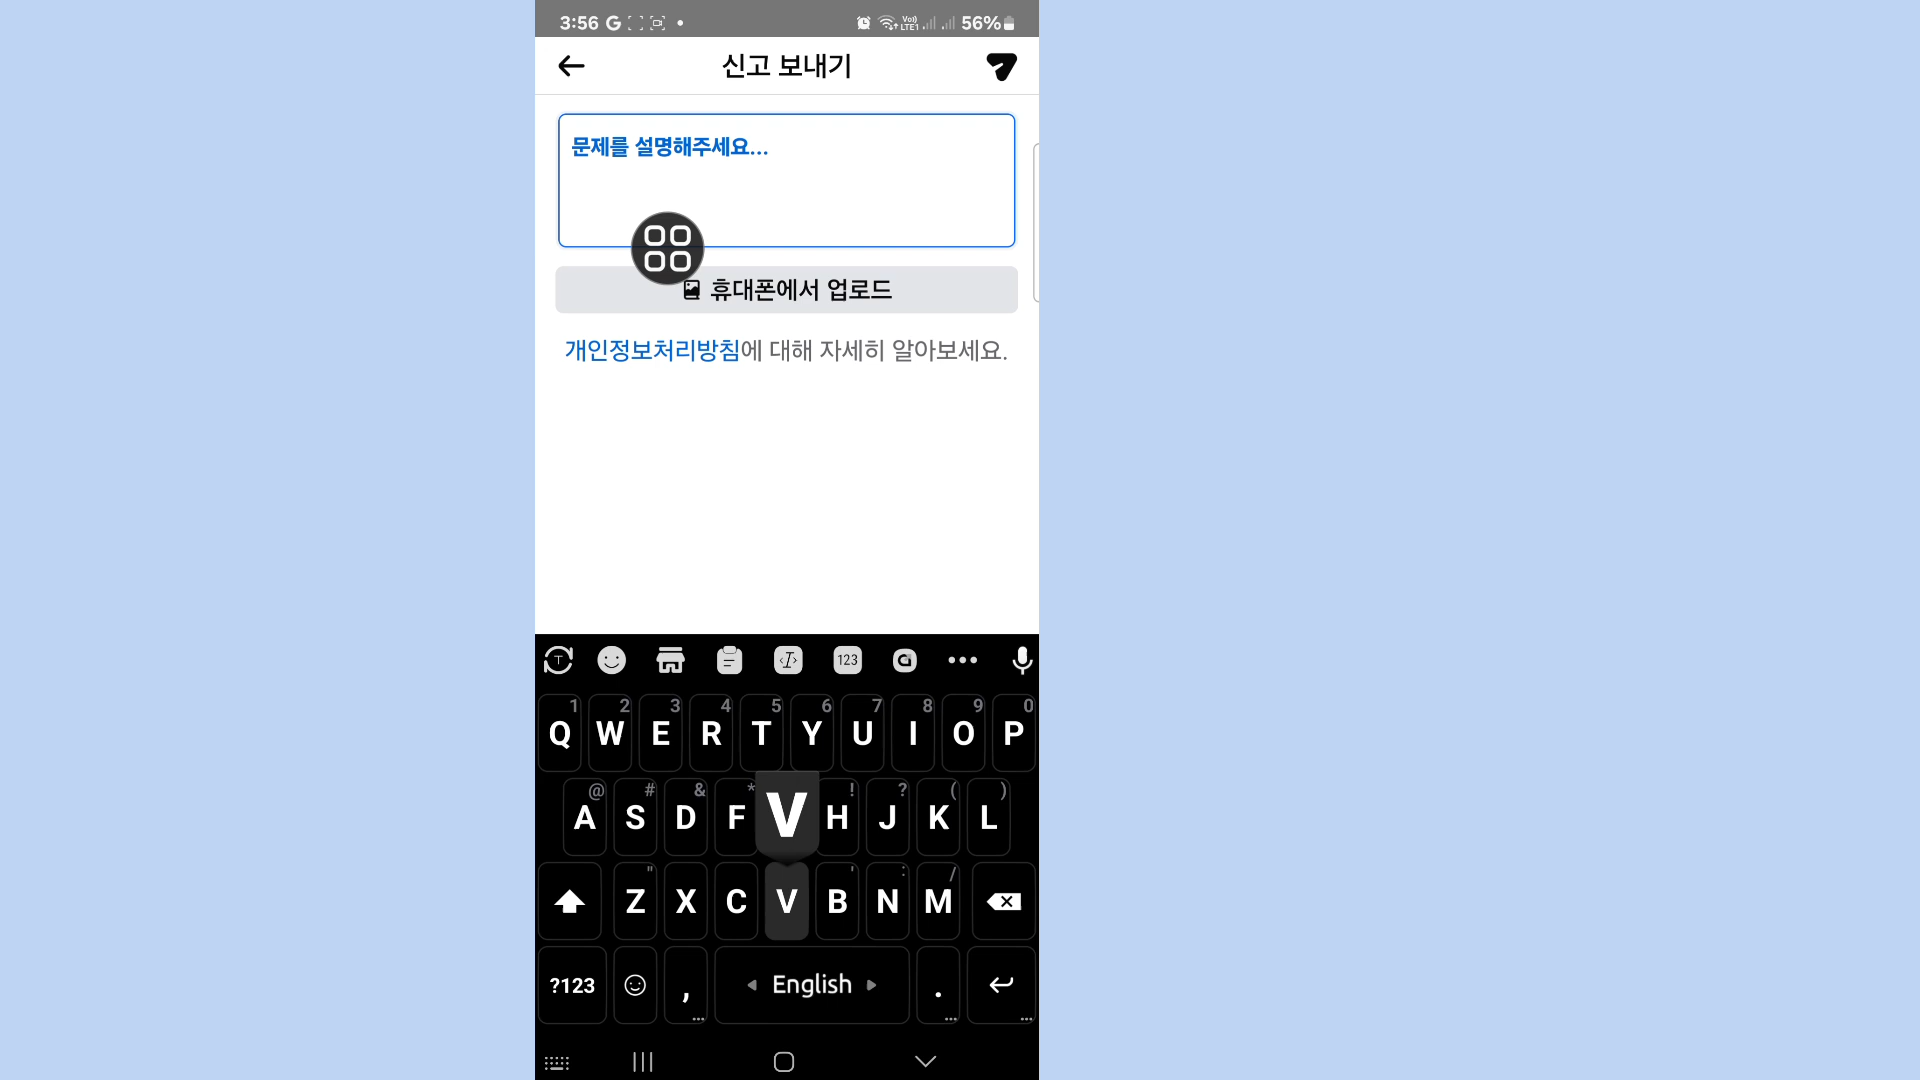 3:56 G Vo) LTE1 56%
신고 보내기
문제를 설명해주세요...
휴대폰에서 업로드
개인정보처리방침에 대해 자세히 알아보세요.
T 123
1 2 3 4 5 6 7 8 9 0
Q W E R T Y U I O P
@ # & * ! ? ( )
A S D F V H J K L
" ' : /
Z X C V B N M
?123 , English .